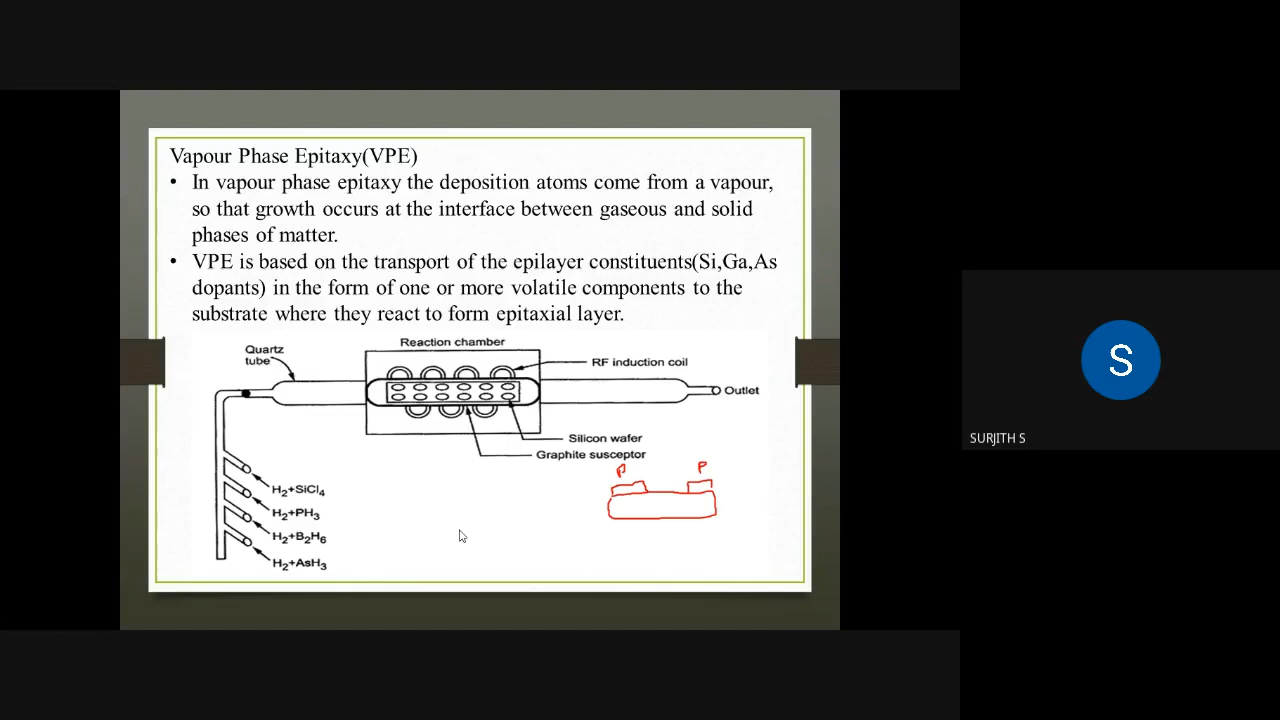 Vapour Phase Epitaxy(VPE)
• In vapour phase epitaxy the deposition atoms come from a vapour,
so that growth occurs at the interface between gaseous and solid
phases of matter.
• VPE is based on the transport of the epilayer constituents(Si,Ga,As
dopants) in the form of one or more volatile components to the
substrate where they react to form epitaxial layer.
Quartz
tube
Reaction chamber
RF induction coil
Outlet
Silicon wafer
Graphite susceptor
H₂+SiCl₄
H₂+PH₃
H₂+B₂H₆
H₂+AsH₃
P
P
S
SURJITH S